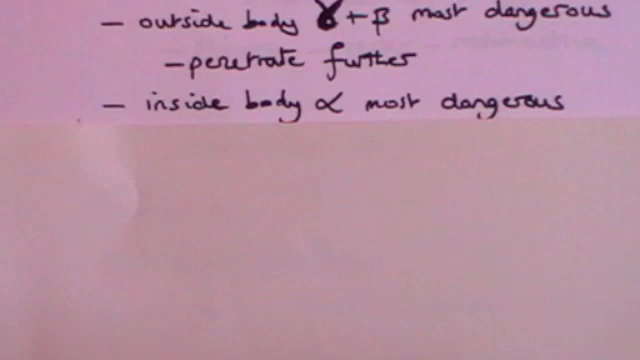 – outside body γ + β most dangerous
– penetrate further
– inside body α most dangerous